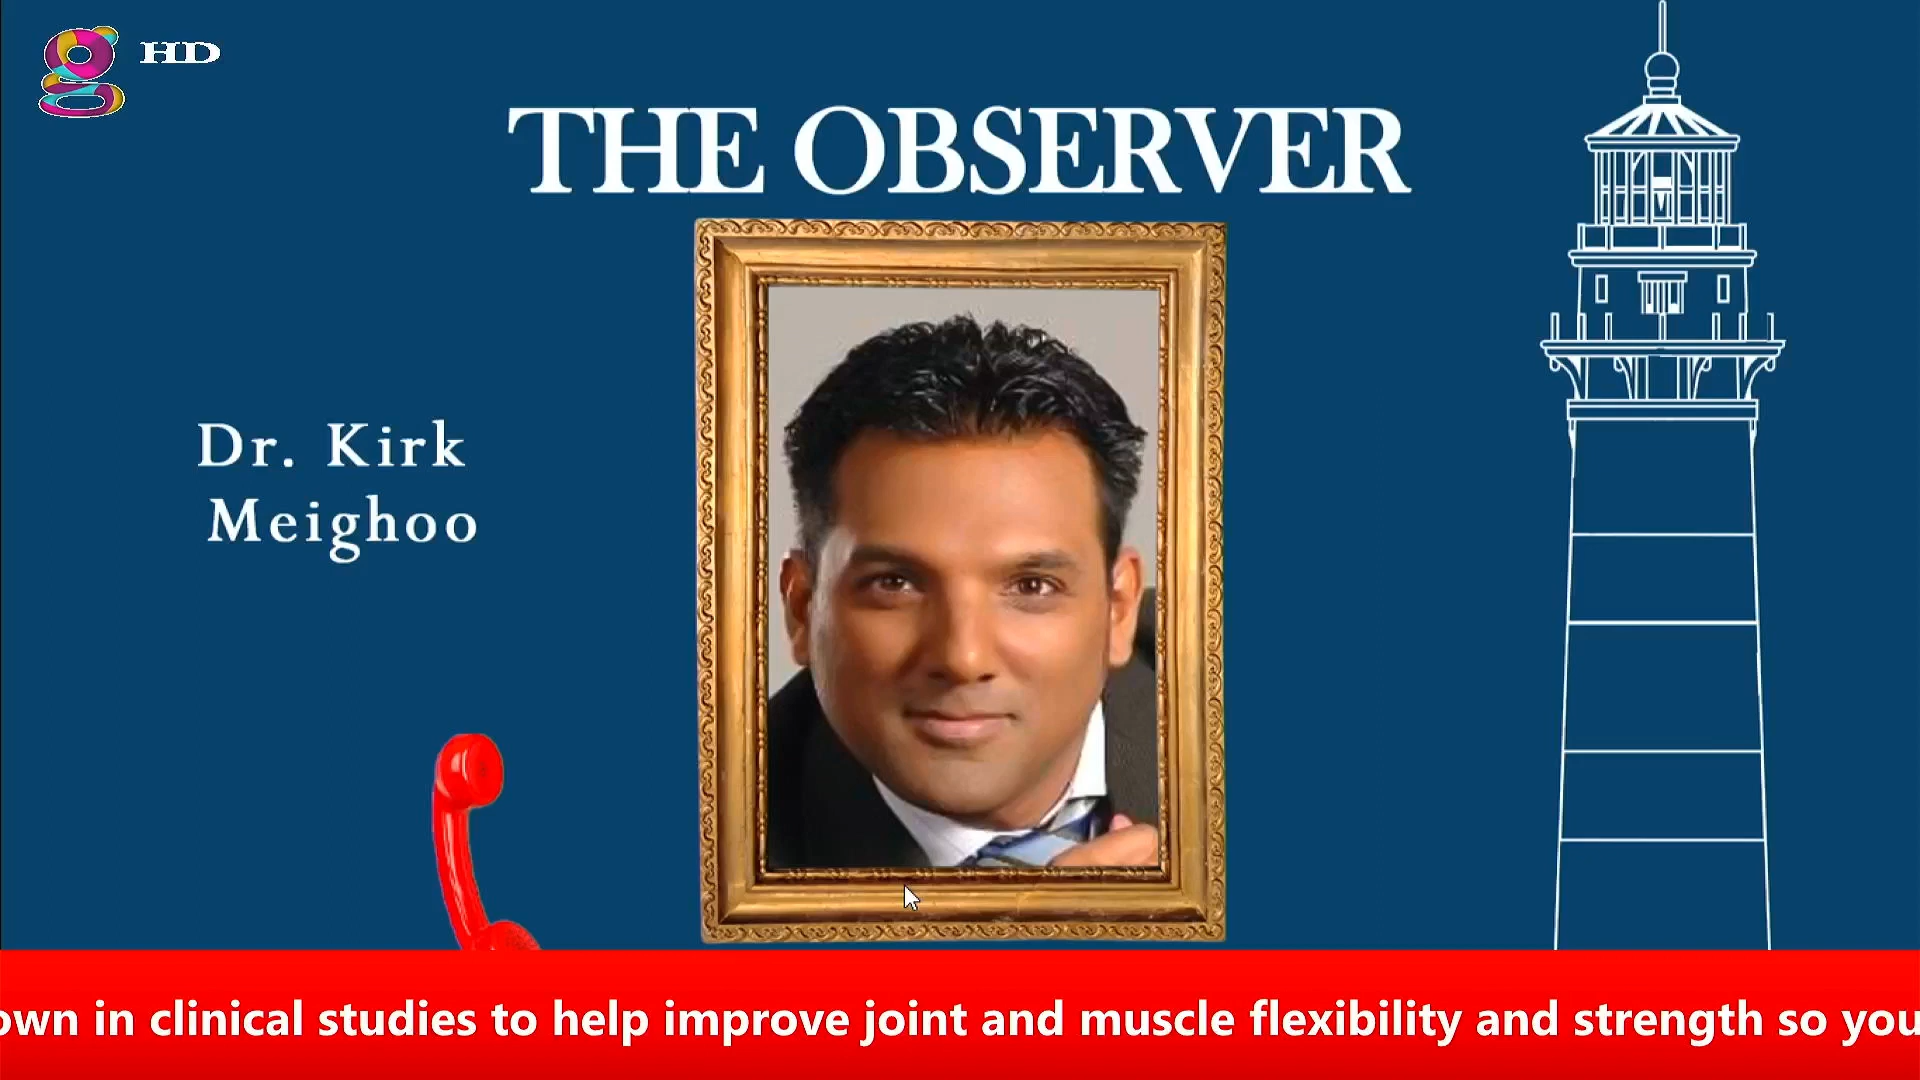 g HD
THE OBSERVER
Dr. Kirk
Meighoo
own in clinical studies to help improve joint and muscle flexibility and strength so you